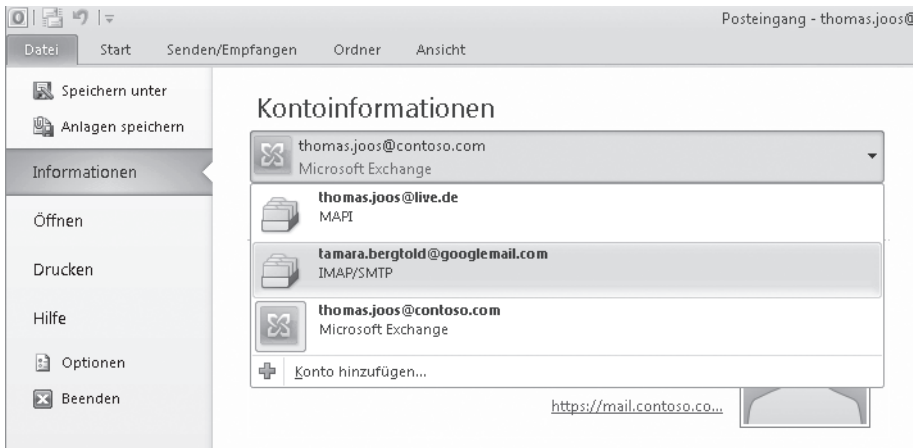 Posteingang - thomas.joos@
Datei Start Senden/Empfangen Ordner Ansicht
Speichern unter
Anlagen speichern
Informationen
Öffnen
Drucken
Hilfe
Optionen
Beenden
Kontoinformationen
thomas.joos@contoso.com
Microsoft Exchange
thomas.joos@live.de
MAPI
tamara.bergtold@googlemail.com
IMAP/SMTP
thomas.joos@contoso.com
Microsoft Exchange
Konto hinzufügen...
https://mail.contoso.co...